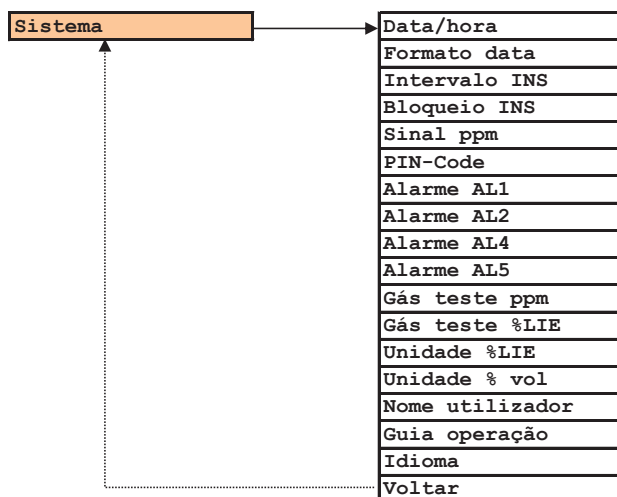 Sistema
Data/hora
Formato data
Intervalo INS
Bloqueio INS
Sinal ppm
PIN-Code
Alarme AL1
Alarme AL2
Alarme AL4
Alarme AL5
Gás teste ppm
Gás teste %LIE
Unidade %LIE
Unidade % vol
Nome utilizador
Guia operação
Idioma
Voltar